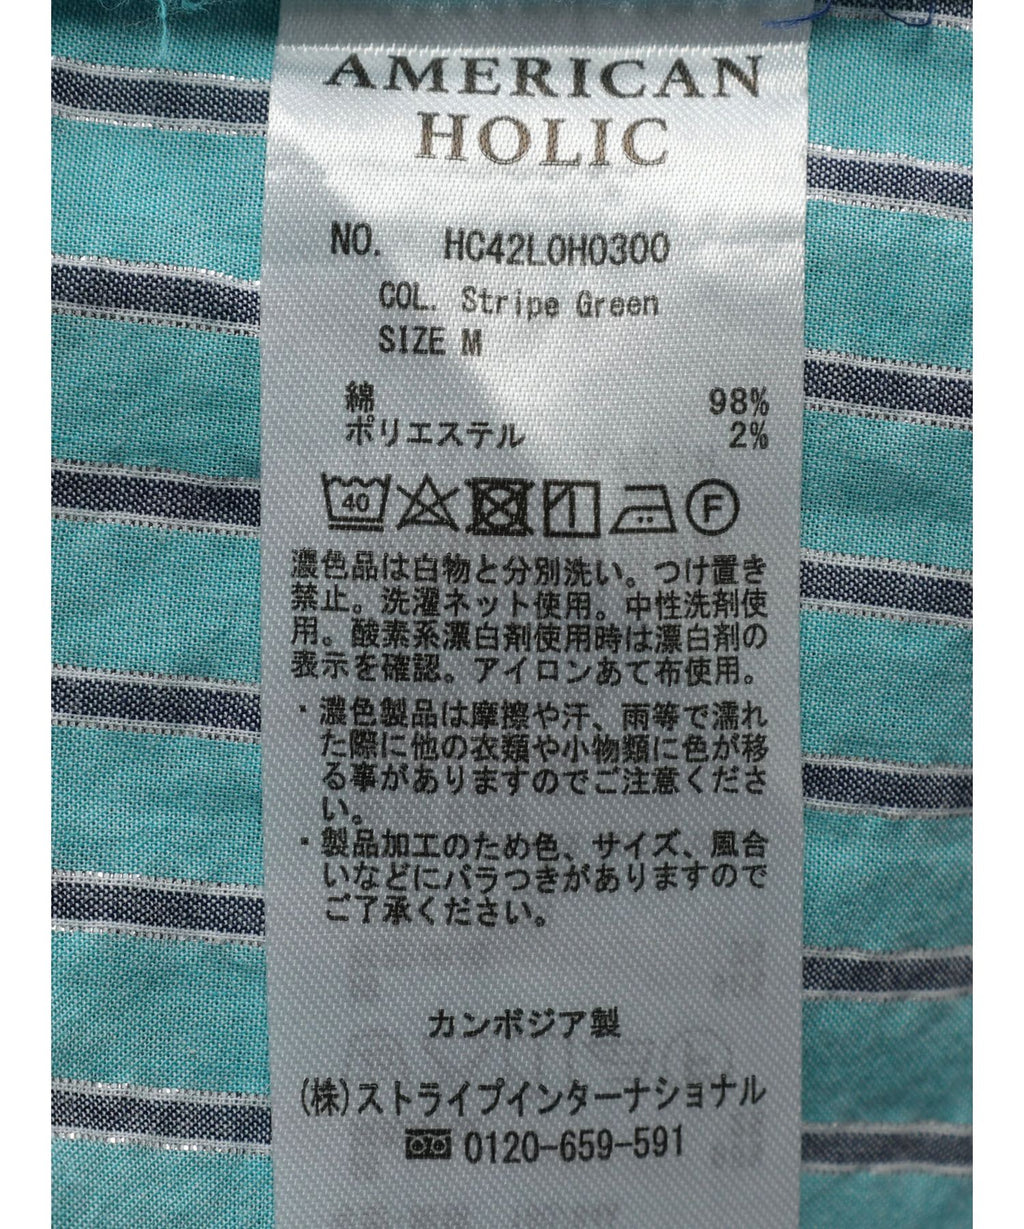 AMERICAN
HOLIC
NO. HC42L0H0300
COL. Stripe Green
SIZE M
綿 98%
ポリエステル 2%
40 F
濃色品は白物と分別洗い。つけ置き
禁止。洗濯ネット使用。中性洗剤使
用。酸素系漂白剤使用時は漂白剤の
表示を確認。アイロンあて布使用。
・濃色製品は摩擦や汗、雨等で濡れ
た際に他の衣類や小物類に色が移
る事がありますのでご注意くださ
い。
・製品加工のため色、サイズ、風合
いなどにバラつきがありますので
ご了承ください。
カンボジア製
(株)ストライプインターナショナル
0120-659-591